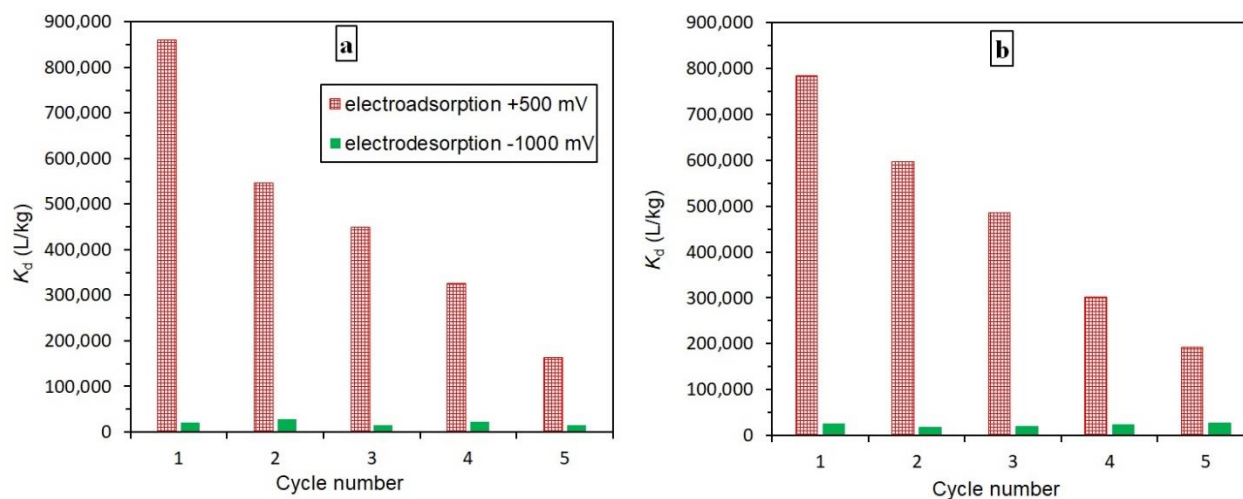 a
electroadsorption +500 mV
electrodesorption -1000 mV
900,000
800,000
700,000
600,000
500,000
400,000
300,000
200,000
100,000
0
Kd (L/kg)
1 2 3 4 5
Cycle number
b
900,000
800,000
700,000
600,000
500,000
400,000
300,000
200,000
100,000
0
Kd (L/kg)
1 2 3 4 5
Cycle number